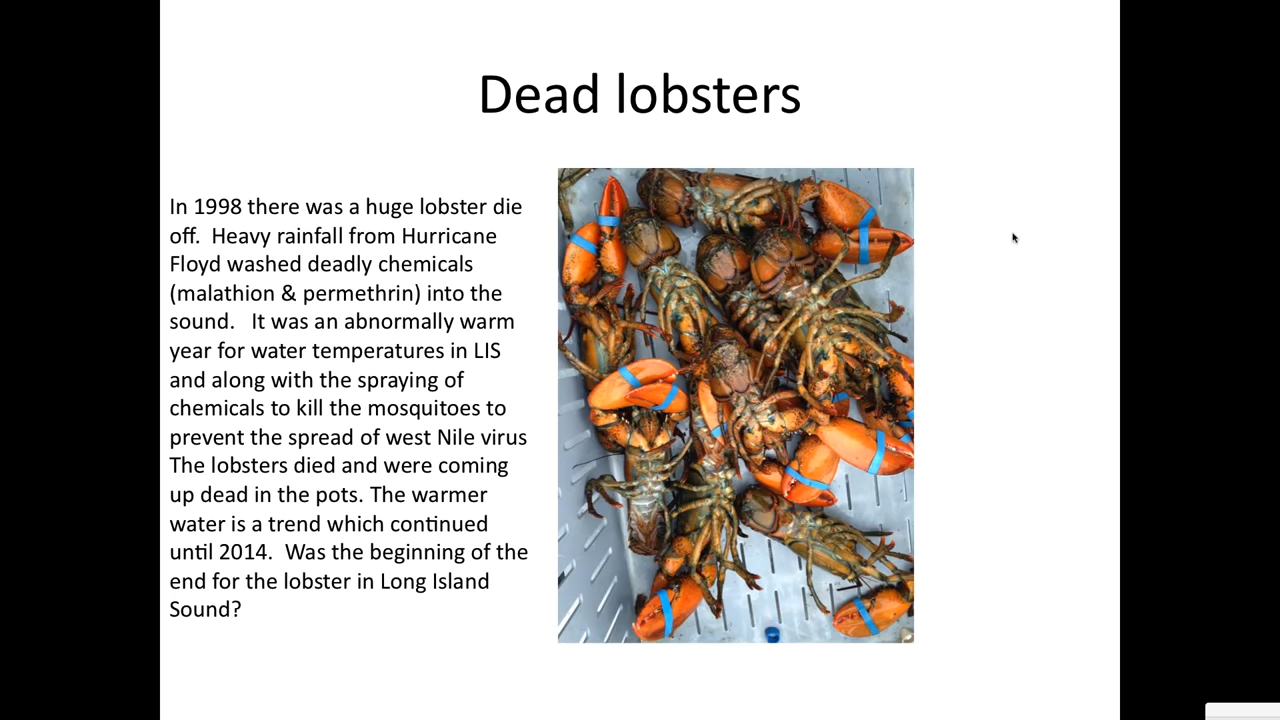 Dead lobsters
In 1998 there was a huge lobster die
off.  Heavy rainfall from Hurricane
Floyd washed deadly chemicals
(malathion & permethrin) into the
sound.   It was an abnormally warm
year for water temperatures in LIS
and along with the spraying of
chemicals to kill the mosquitoes to
prevent the spread of west Nile virus
The lobsters died and were coming
up dead in the pots. The warmer
water is a trend which continued
until 2014.  Was the beginning of the
end for the lobster in Long Island
Sound?